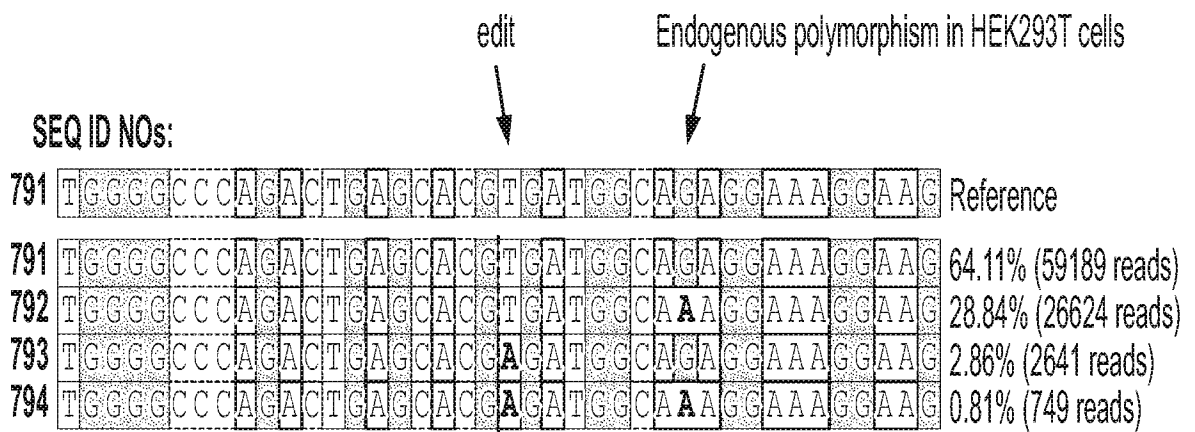 edit Endogenous polymorphism in HEK293T cells
SEQ ID NOs:
791 TGGGGCCCAGACTGAGCACGTGATGGCAGAGGAAAGGAAG Reference
791 TGGGGCCCAGACTGAGCACGTGATGGCAGAGGAAAGGAAG 64.11% (59189 reads)
792 TGGGGCCCAGACTGAGCACGTGATGGCAAAGGAAAGGAAG 28.84% (26624 reads)
793 TGGGGCCCAGACTGAGCACGAGATGGCAGAGGAAAGGAAG 2.86% (2641 reads)
794 TGGGGCCCAGACTGAGCACGAGATGGCAAAGGAAAGGAAG 0.81% (749 reads)